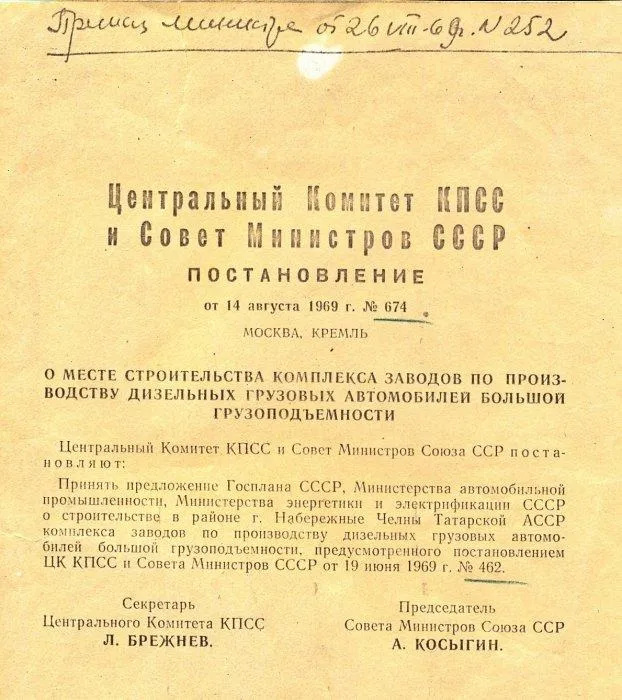 Приказ министра от 26 VIII-69г. N 252
Центральный Комитет КПСС
и Совет Министров СССР
ПОСТАНОВЛЕНИЕ
от 14 августа 1969 г. № 674
МОСКВА, КРЕМЛЬ
О МЕСТЕ СТРОИТЕЛЬСТВА КОМПЛЕКСА ЗАВОДОВ ПО ПРОИЗ-
ВОДСТВУ ДИЗЕЛЬНЫХ ГРУЗОВЫХ АВТОМОБИЛЕЙ БОЛЬШОЙ
ГРУЗОПОДЪЕМНОСТИ
Центральный Комитет КПСС и Совет Министров Союза ССР поста-
новляют:
Принять предложение Госплана СССР, Министерства автомобильной
промышленности, Министерства энергетики и электрификации СССР
о строительстве в районе г. Набережные Челны Татарской АССР
комплекса заводов по производству дизельных грузовых автомо-
билей большой грузоподъемности, предусмотренного постановлением
ЦК КПСС и Совета Министров СССР от 19 июня 1969 г. № 462.
Секретарь
Центрального Комитета КПСС
Л. БРЕЖНЕВ.
Председатель
Совета Министров Союза ССР
А. КОСЫГИН.